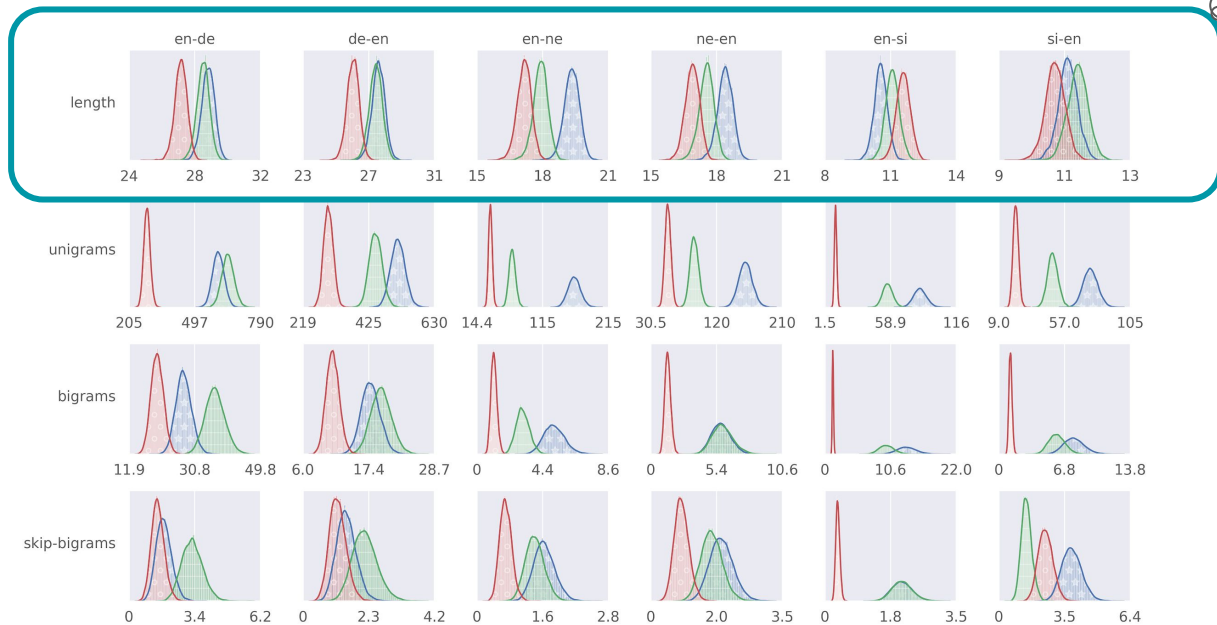 en-de de-en en-ne ne-en en-si si-en
length
24 28 32 23 27 31 15 18 21 15 18 21 8 11 14 9 11 13
unigrams
205 497 790 219 425 630 14.4 115 215 30.5 120 210 1.5 58.9 116 9.0 57.0 105
bigrams
11.9 30.8 49.8 6.0 17.4 28.7 0 4.4 8.6 0 5.4 10.6 0 10.6 22.0 0 6.8 13.8
skip-bigrams
0 3.4 6.2 0 2.3 4.2 0 1.6 2.8 0 2.0 3.5 0 1.8 3.5 0 3.5 6.4